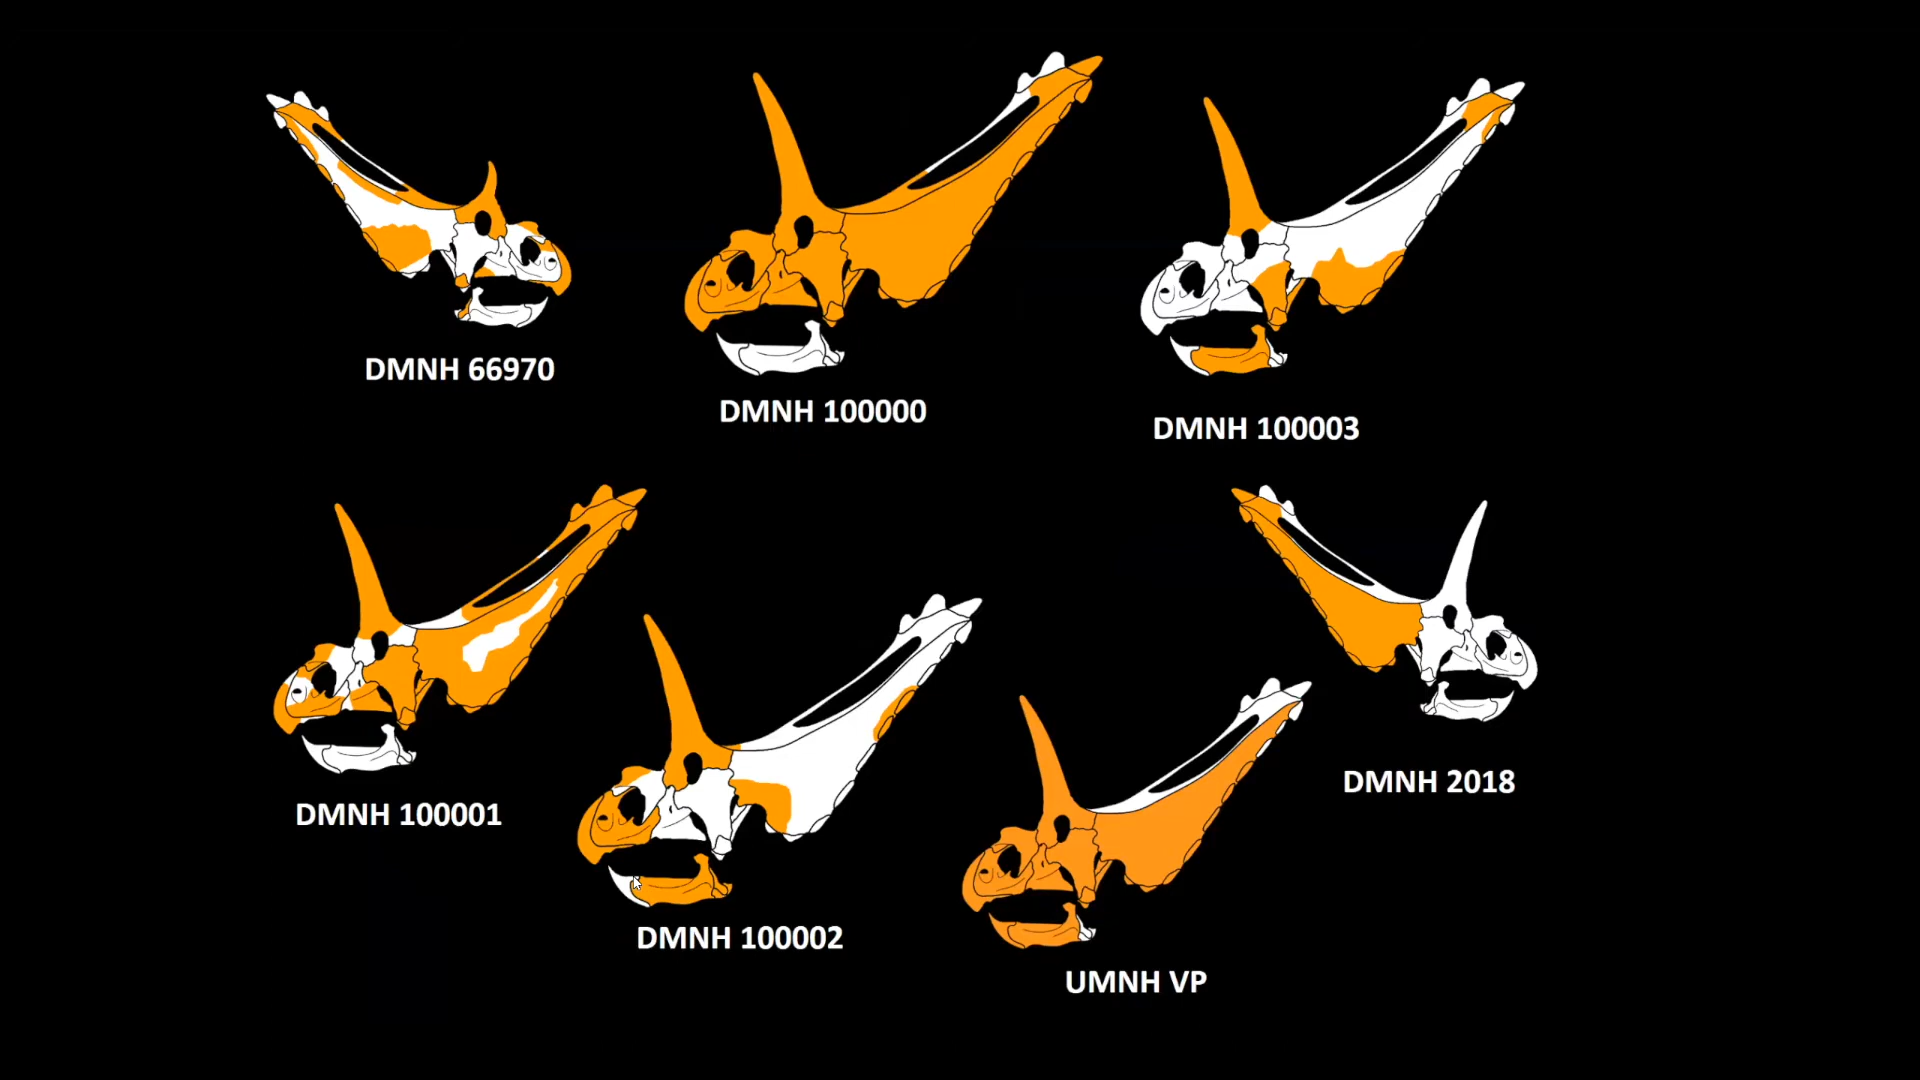 DMNH 66970
DMNH 100000
DMNH 100003
DMNH 100001
DMNH 100002
UMNH VP
DMNH 2018